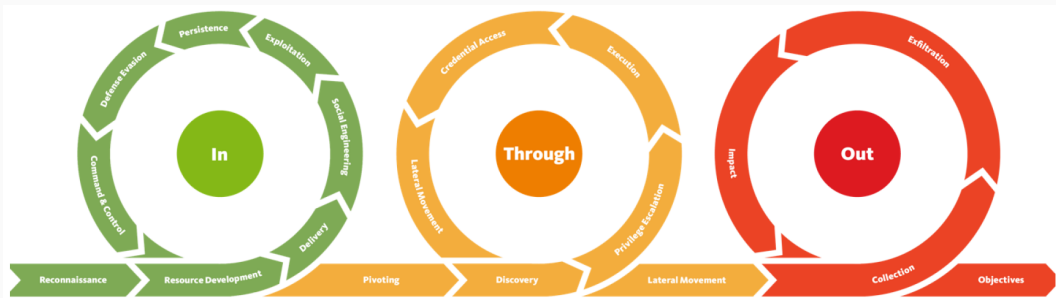 In
Reconnaissance
Resource Development
Delivery
Social Engineering
Exploitation
Persistence
Defense Evasion
Command & Control
Through
Pivoting
Discovery
Privilege Escalation
Execution
Credential Access
Lateral Movement
Lateral Movement
Out
Collection
Exfiltration
Impact
Objectives